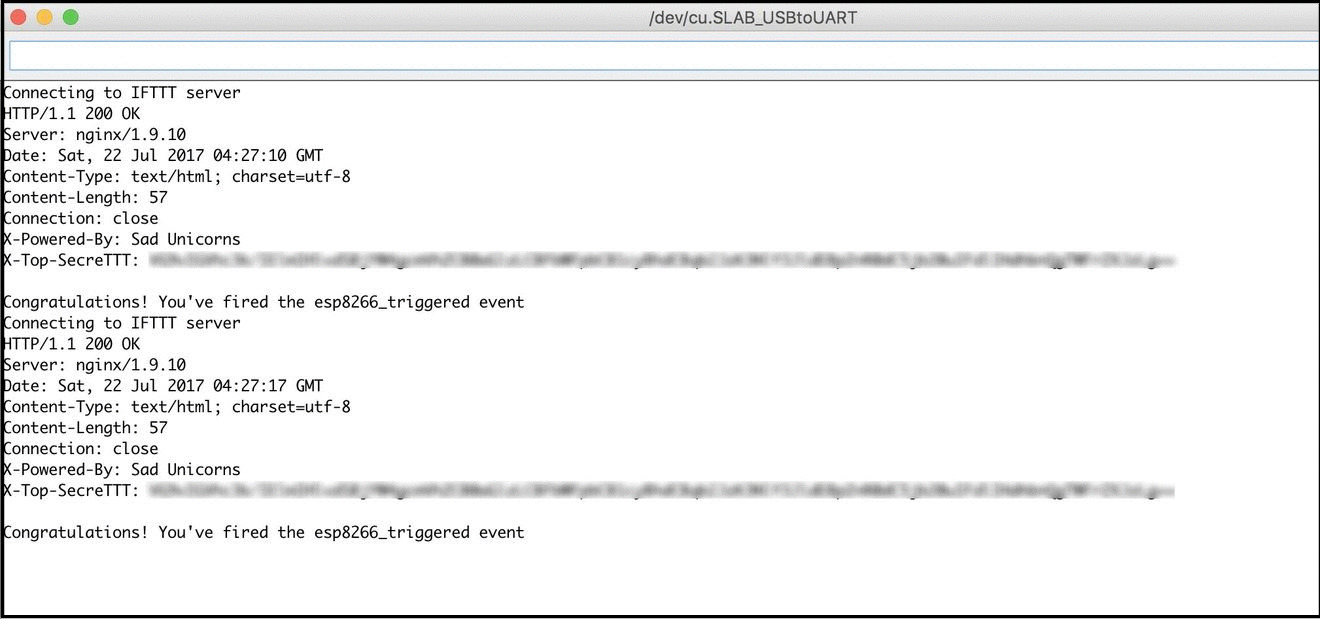 /dev/cu.SLAB_USBtoUART
Connecting to IFTTT server
HTTP/1.1 200 OK
Server: nginx/1.9.10
Date: Sat, 22 Jul 2017 04:27:10 GMT
Content-Type: text/html; charset=utf-8
Content-Length: 57
Connection: close
X-Powered-By: Sad Unicorns
X-Top-SecreTTT:
Congratulations! You've fired the esp8266_triggered event
Connecting to IFTTT server
HTTP/1.1 200 OK
Server: nginx/1.9.10
Date: Sat, 22 Jul 2017 04:27:17 GMT
Content-Type: text/html; charset=utf-8
Content-Length: 57
Connection: close
X-Powered-By: Sad Unicorns
X-Top-SecreTTT:
Congratulations! You've fired the esp8266_triggered event